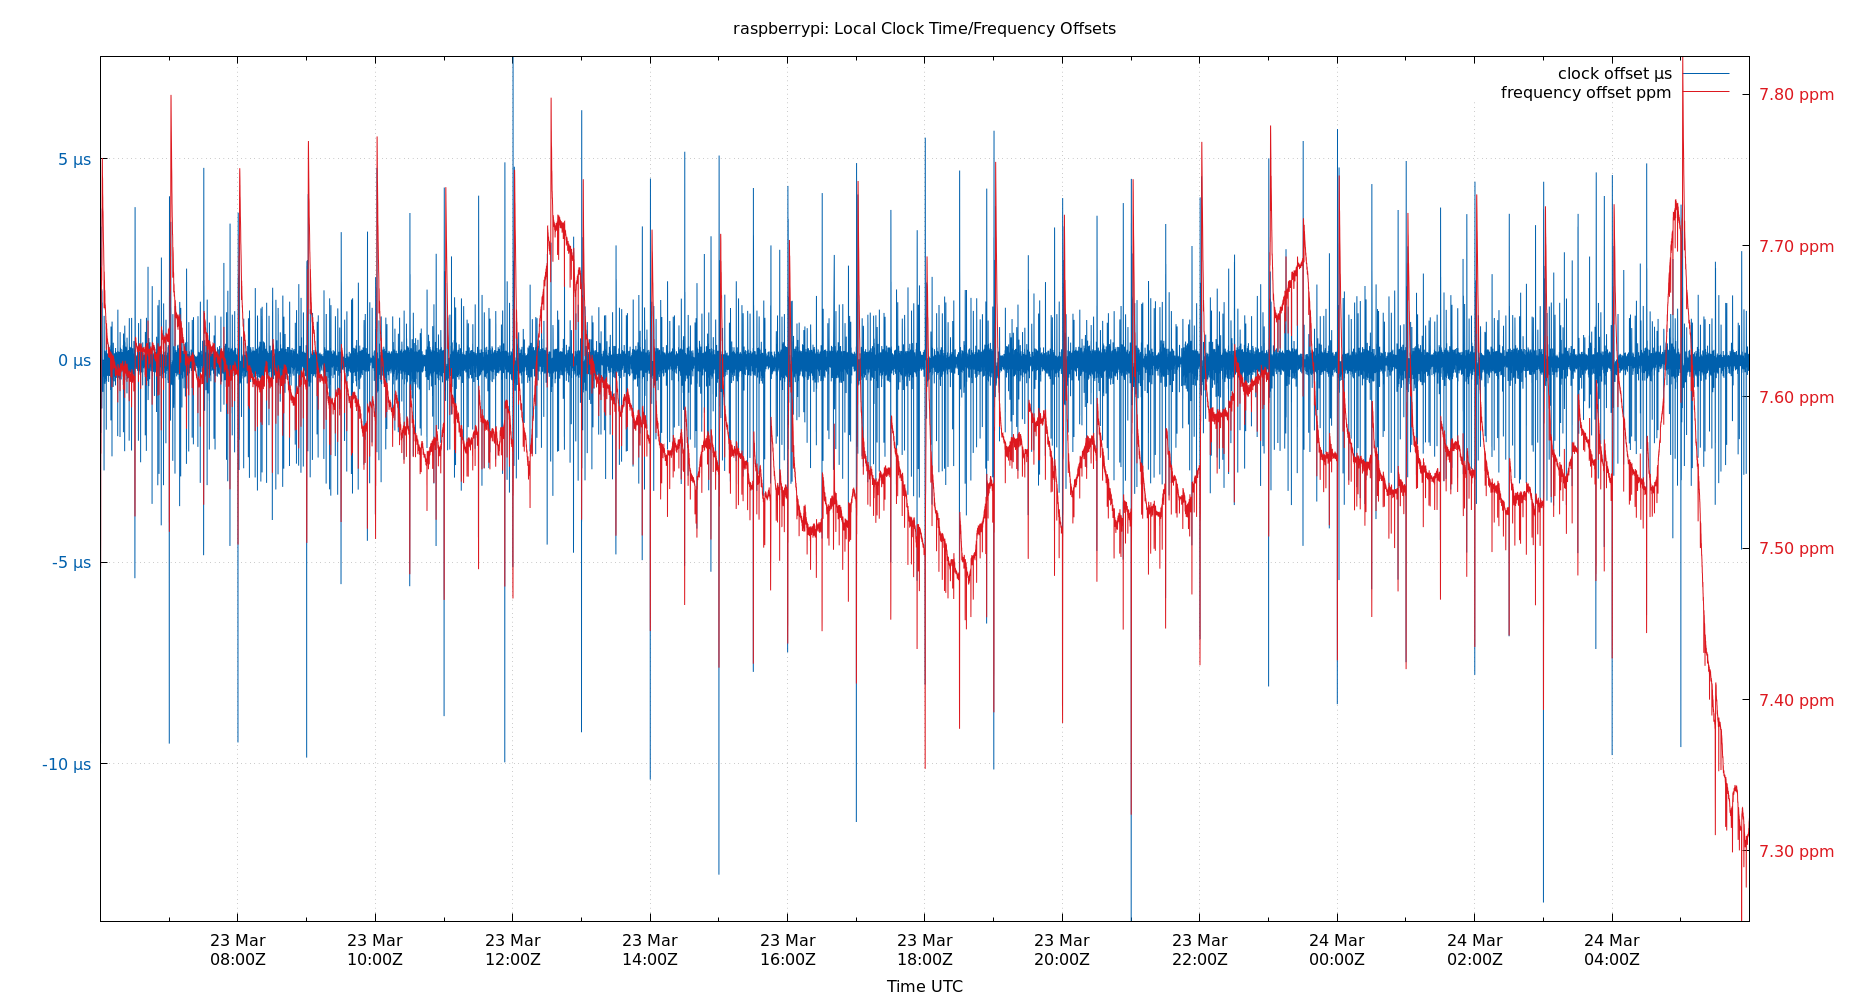 raspberrypi: Local Clock Time/Frequency Offsets
clock offset µs
frequency offset ppm
5 µs
0 µs
-5 µs
-10 µs
7.80 ppm
7.70 ppm
7.60 ppm
7.50 ppm
7.40 ppm
7.30 ppm
23 Mar 23 Mar 23 Mar 23 Mar 23 Mar 23 Mar 23 Mar 23 Mar 24 Mar 24 Mar 24 Mar
08:00Z 10:00Z 12:00Z 14:00Z 16:00Z 18:00Z 20:00Z 22:00Z 00:00Z 02:00Z 04:00Z
Time UTC